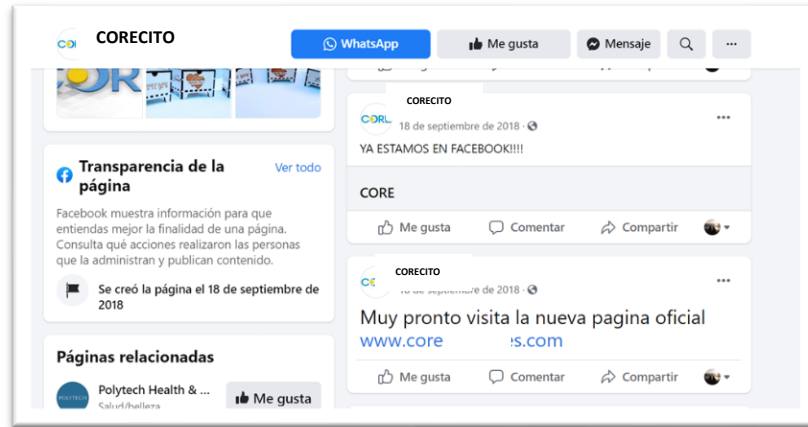 CORECITO
WhatsApp
Me gusta
Mensaje
COR
Transparencia de la página
Ver todo
Facebook muestra información para que
entiendas mejor la finalidad de una página.
Consulta qué acciones realizaron las personas
que la administran y publican contenido.
Se creó la página el 18 de septiembre de
2018
Páginas relacionadas
POLYTECH
Polytech Health & ...
Salud/belleza
Me gusta
CORECITO
18 de septiembre de 2018
YA ESTAMOS EN FACEBOOK!!!!
CORE
Me gusta
Comentar
Compartir
CORECITO
de 2018
Muy pronto visita la nueva pagina oficial
www.core es.com
Me gusta
Comentar
Compartir